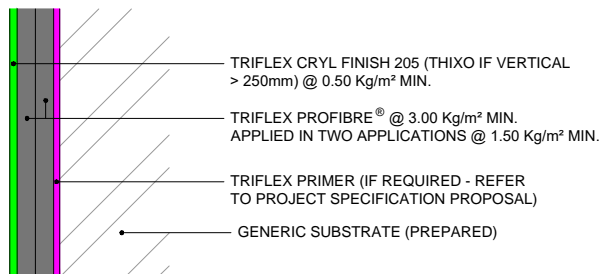 TRIFLEX CRYL FINISH 205 (THIXO IF VERTICAL
> 250mm) @ 0.50 Kg/m² MIN.
TRIFLEX PROFIBRE® @ 3.00 Kg/m² MIN.
APPLIED IN TWO APPLICATIONS @ 1.50 Kg/m² MIN.
TRIFLEX PRIMER (IF REQUIRED - REFER
TO PROJECT SPECIFICATION PROPOSAL)
GENERIC SUBSTRATE (PREPARED)